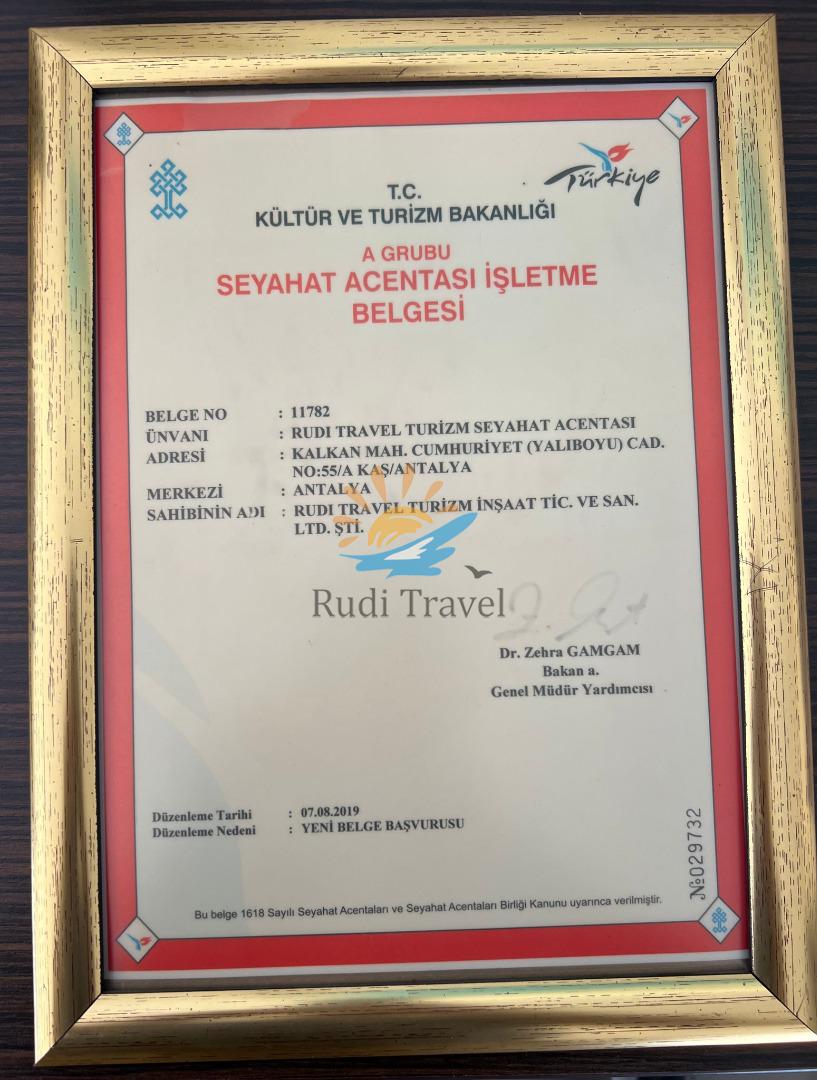 Türkiye
T.C.
KÜLTÜR VE TURİZM BAKANLIĞI
A GRUBU
SEYAHAT ACENTASI İŞLETME
BELGESİ
BELGE NO : 11782
ÜNVANI : RUDI TRAVEL TURİZM SEYAHAT ACENTASI
ADRESİ : KALKAN MAH. CUMHURİYET (YALIBOYU) CAD.
NO:55/A KAŞ/ANTALYA
MERKEZİ : ANTALYA
SAHİBİNİN ADI : RUDI TRAVEL TURİZM İNŞAAT TİC. VE SAN.
LTD. ŞTİ.
Rudi Travel
Dr. Zehra GAMGAM
Bakan a.
Genel Müdür Yardımcısı
Düzenleme Tarihi : 07.08.2019
Düzenleme Nedeni : YENİ BELGE BAŞVURUSU
№029732
Bu belge 1618 Sayılı Seyahat Acentaları ve Seyahat Acentaları Birliği Kanunu uyarınca verilmiştir.